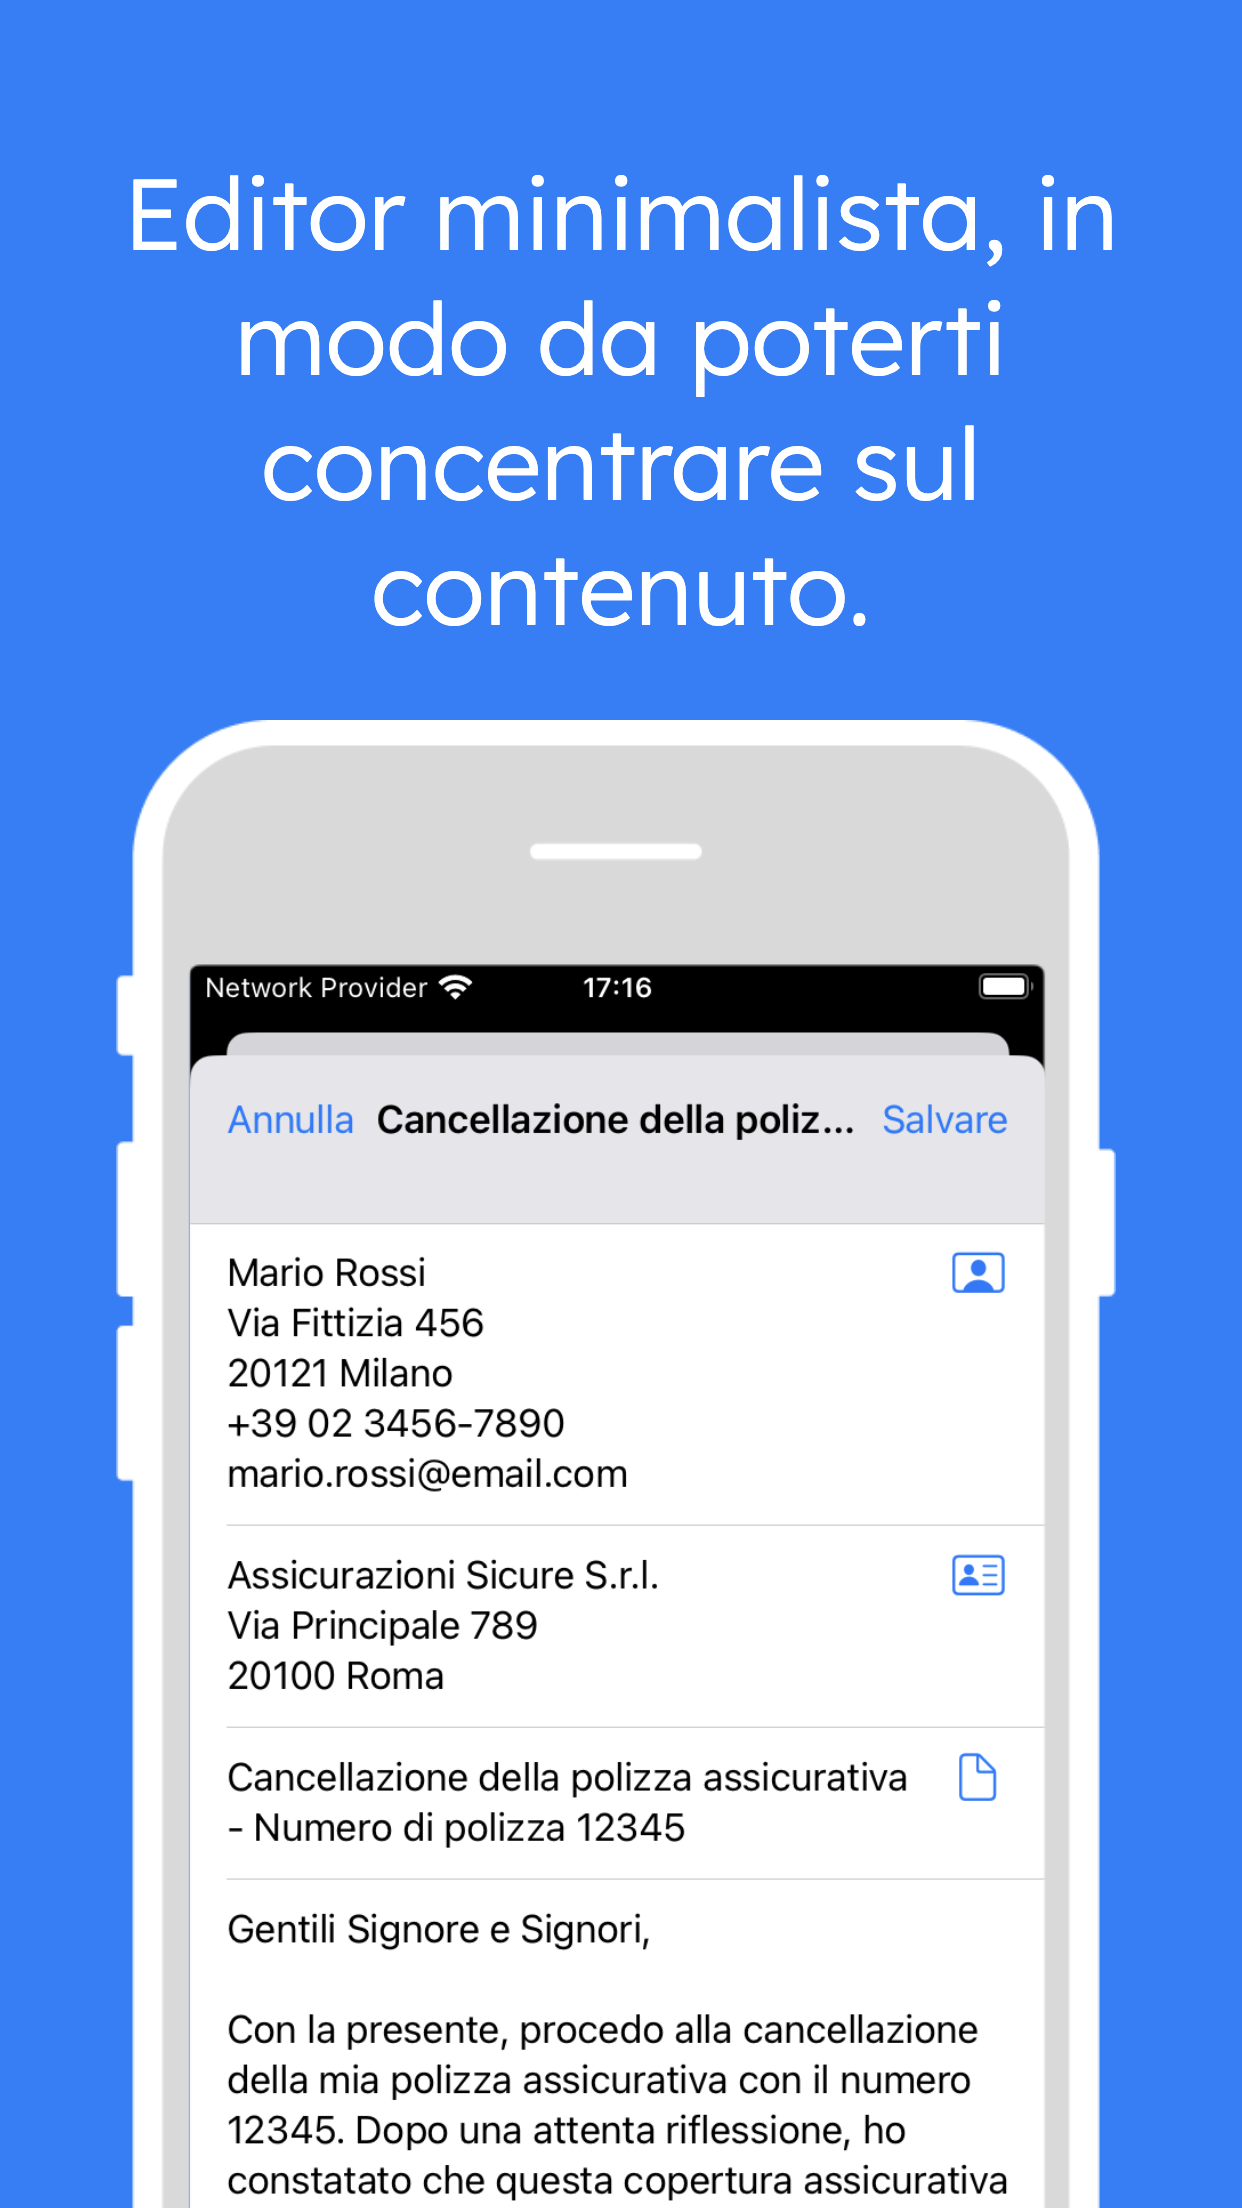 Editor minimalista, in
modo da poterti
concentrare sul
contenuto.
Network Provider 17:16
Annulla Cancellazione della poliz... Salvare
Mario Rossi
Via Fittizia 456
20121 Milano
+39 02 3456-7890
mario.rossi@email.com
Assicurazioni Sicure S.r.l.
Via Principale 789
20100 Roma
Cancellazione della polizza assicurativa
- Numero di polizza 12345
Gentili Signore e Signori,
Con la presente, procedo alla cancellazione
della mia polizza assicurativa con il numero
12345. Dopo una attenta riflessione, ho
constatato che questa copertura assicurativa